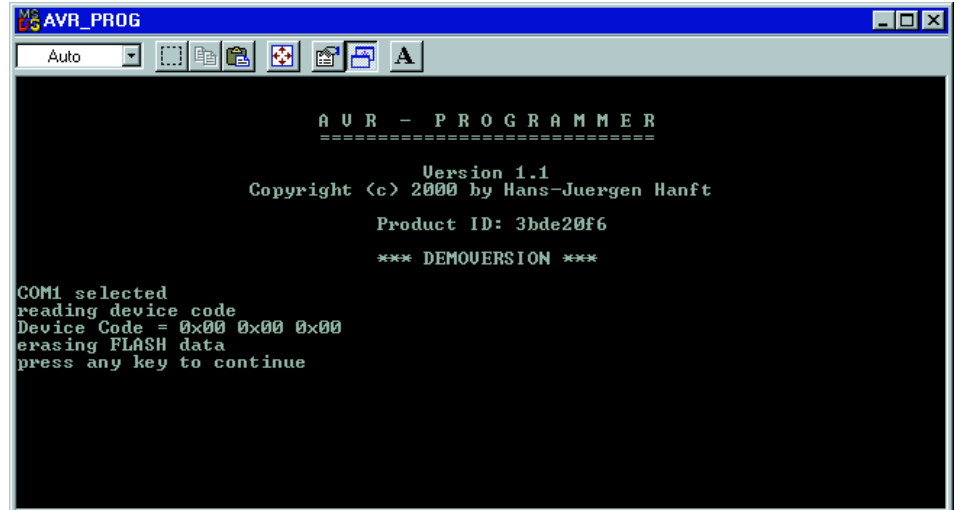 AVR_PROG
Auto
A
A V R - P R O G R A M M E R
=============================
Version 1.1
Copyright (c) 2000 by Hans-Juergen Hanft
Product ID: 3bde20f6
*** DEMOVERSION ***
COM1 selected
reading device code
Device Code = 0x00 0x00 0x00
erasing FLASH data
press any key to continue